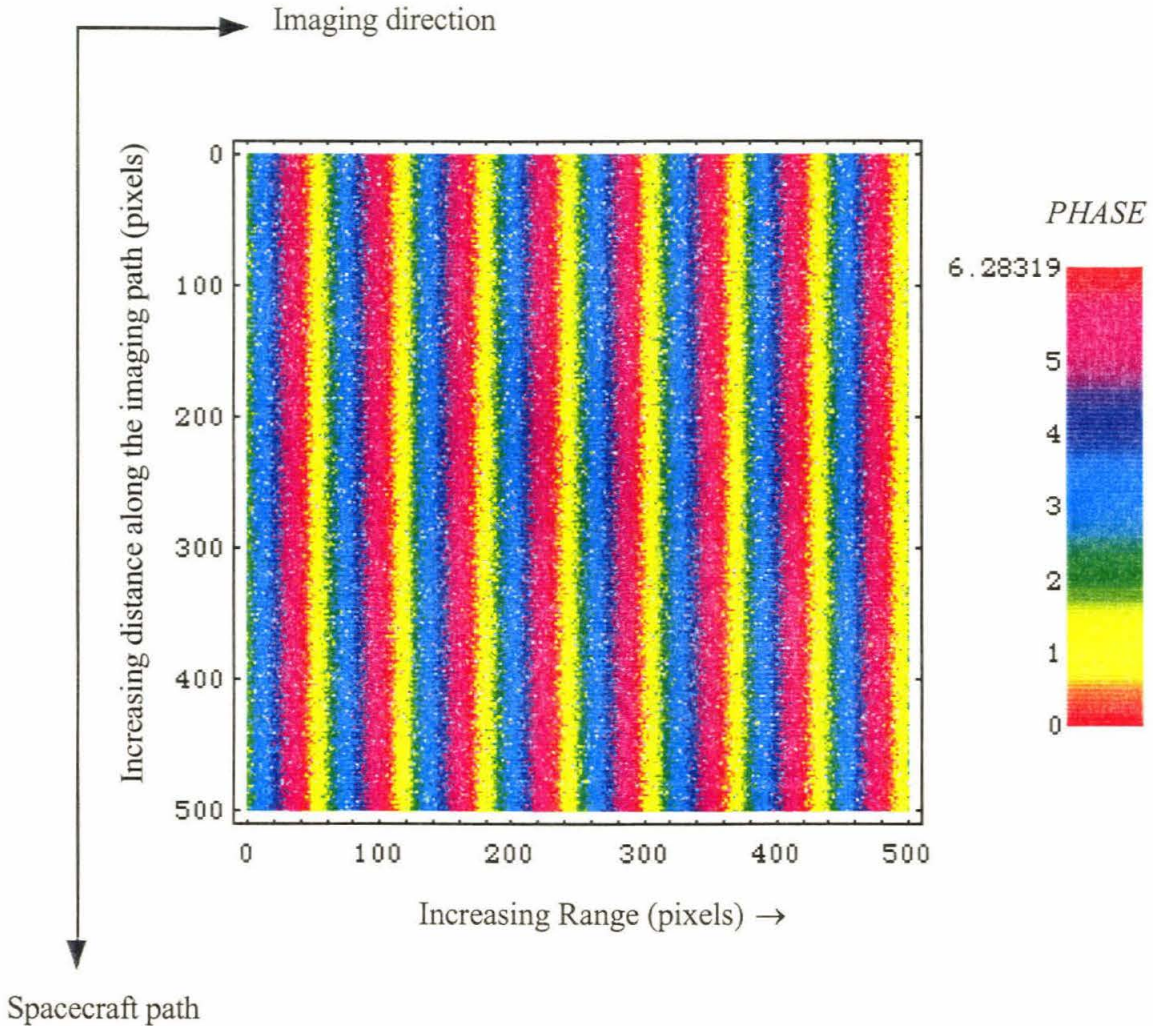 Imaging direction
Increasing distance along the imaging path (pixels)
0
100
200
300
400
500
0 100 200 300 400 500
Increasing Range (pixels) →
PHASE
6.28319
5
4
3
2
1
0
Spacecraft path